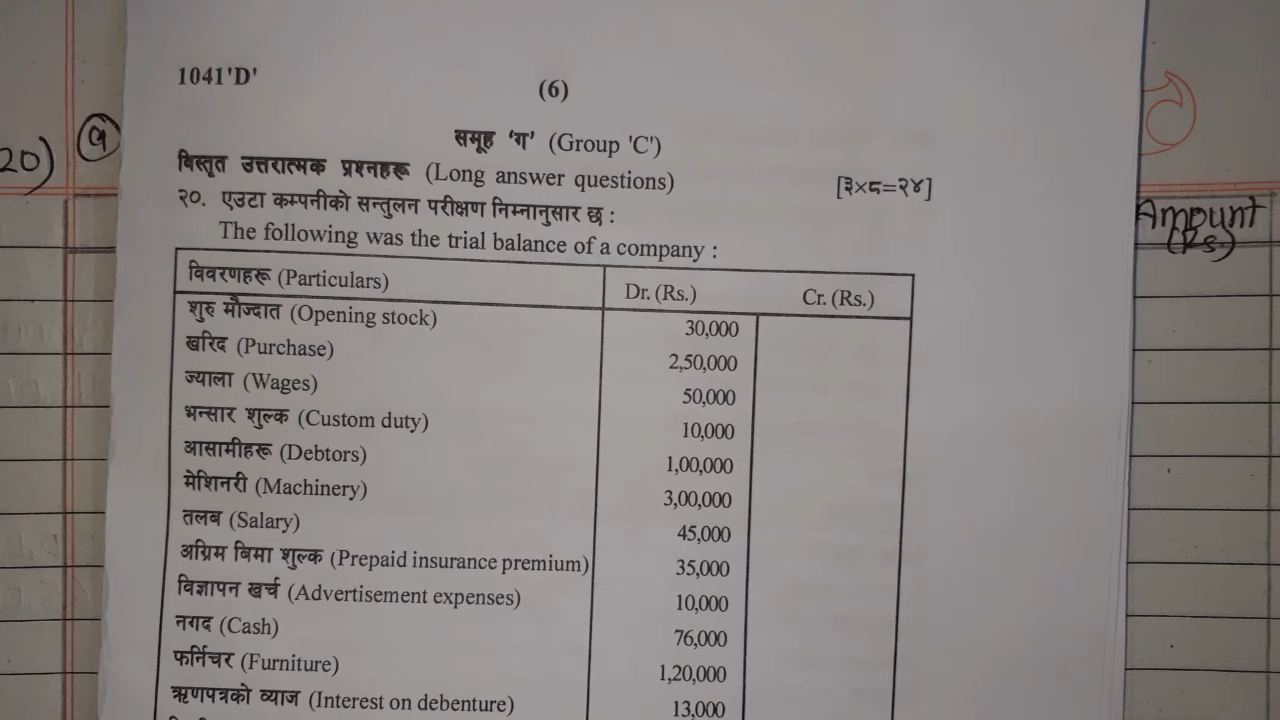 1041'D'
(6)
20) a
समूह ‘ग’ (Group 'C')
विस्तृत उत्तरात्मक प्रश्नहरू (Long answer questions) [३×८=२४]
२०. एउटा कम्पनीको सन्तुलन परीक्षण निम्नानुसार छ :
The following was the trial balance of a company :
Amount
(Rs.)
विवरणहरू (Particulars) Dr. (Rs.) Cr. (Rs.)
शुरु मौज्दात (Opening stock) 30,000
खरिद (Purchase) 2,50,000
ज्याला (Wages) 50,000
भन्सार शुल्क (Custom duty) 10,000
आसामीहरू (Debtors) 1,00,000
मेशिनरी (Machinery) 3,00,000
तलब (Salary) 45,000
अग्रिम बिमा शुल्क (Prepaid insurance premium) 35,000
विज्ञापन खर्च (Advertisement expenses) 10,000
नगद (Cash) 76,000
फर्निचर (Furniture) 1,20,000
ऋणपत्रको व्याज (Interest on debenture) 13,000